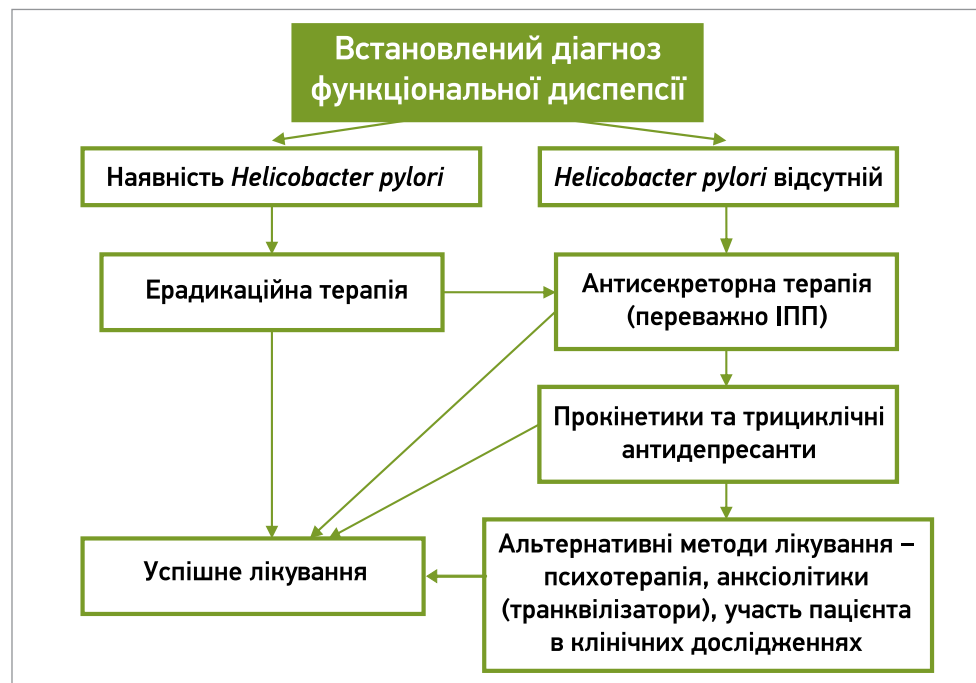 Встановлений діагноз
функціональної диспепсії
Наявність Helicobacter pylori
Helicobacter pylori відсутній
Ерадикаційна терапія
Антисекреторна терапія
(переважно ІПП)
Прокінетики та трициклічні
антидепресанти
Успішне лікування
Альтернативні методи лікування –
психотерапія, анксіолітики
(транквілізатори), участь пацієнта
в клінічних дослідженнях